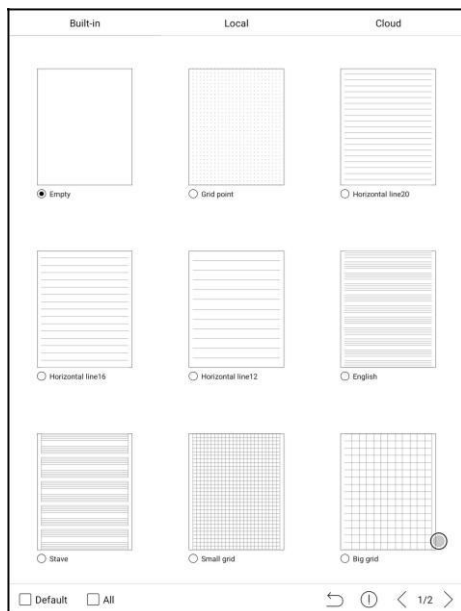 Built-in Local Cloud
Empty Grid point Horizontal line20
Horizontal line16 Horizontal line12 English
Stave Small grid Big grid
Default All 1/2